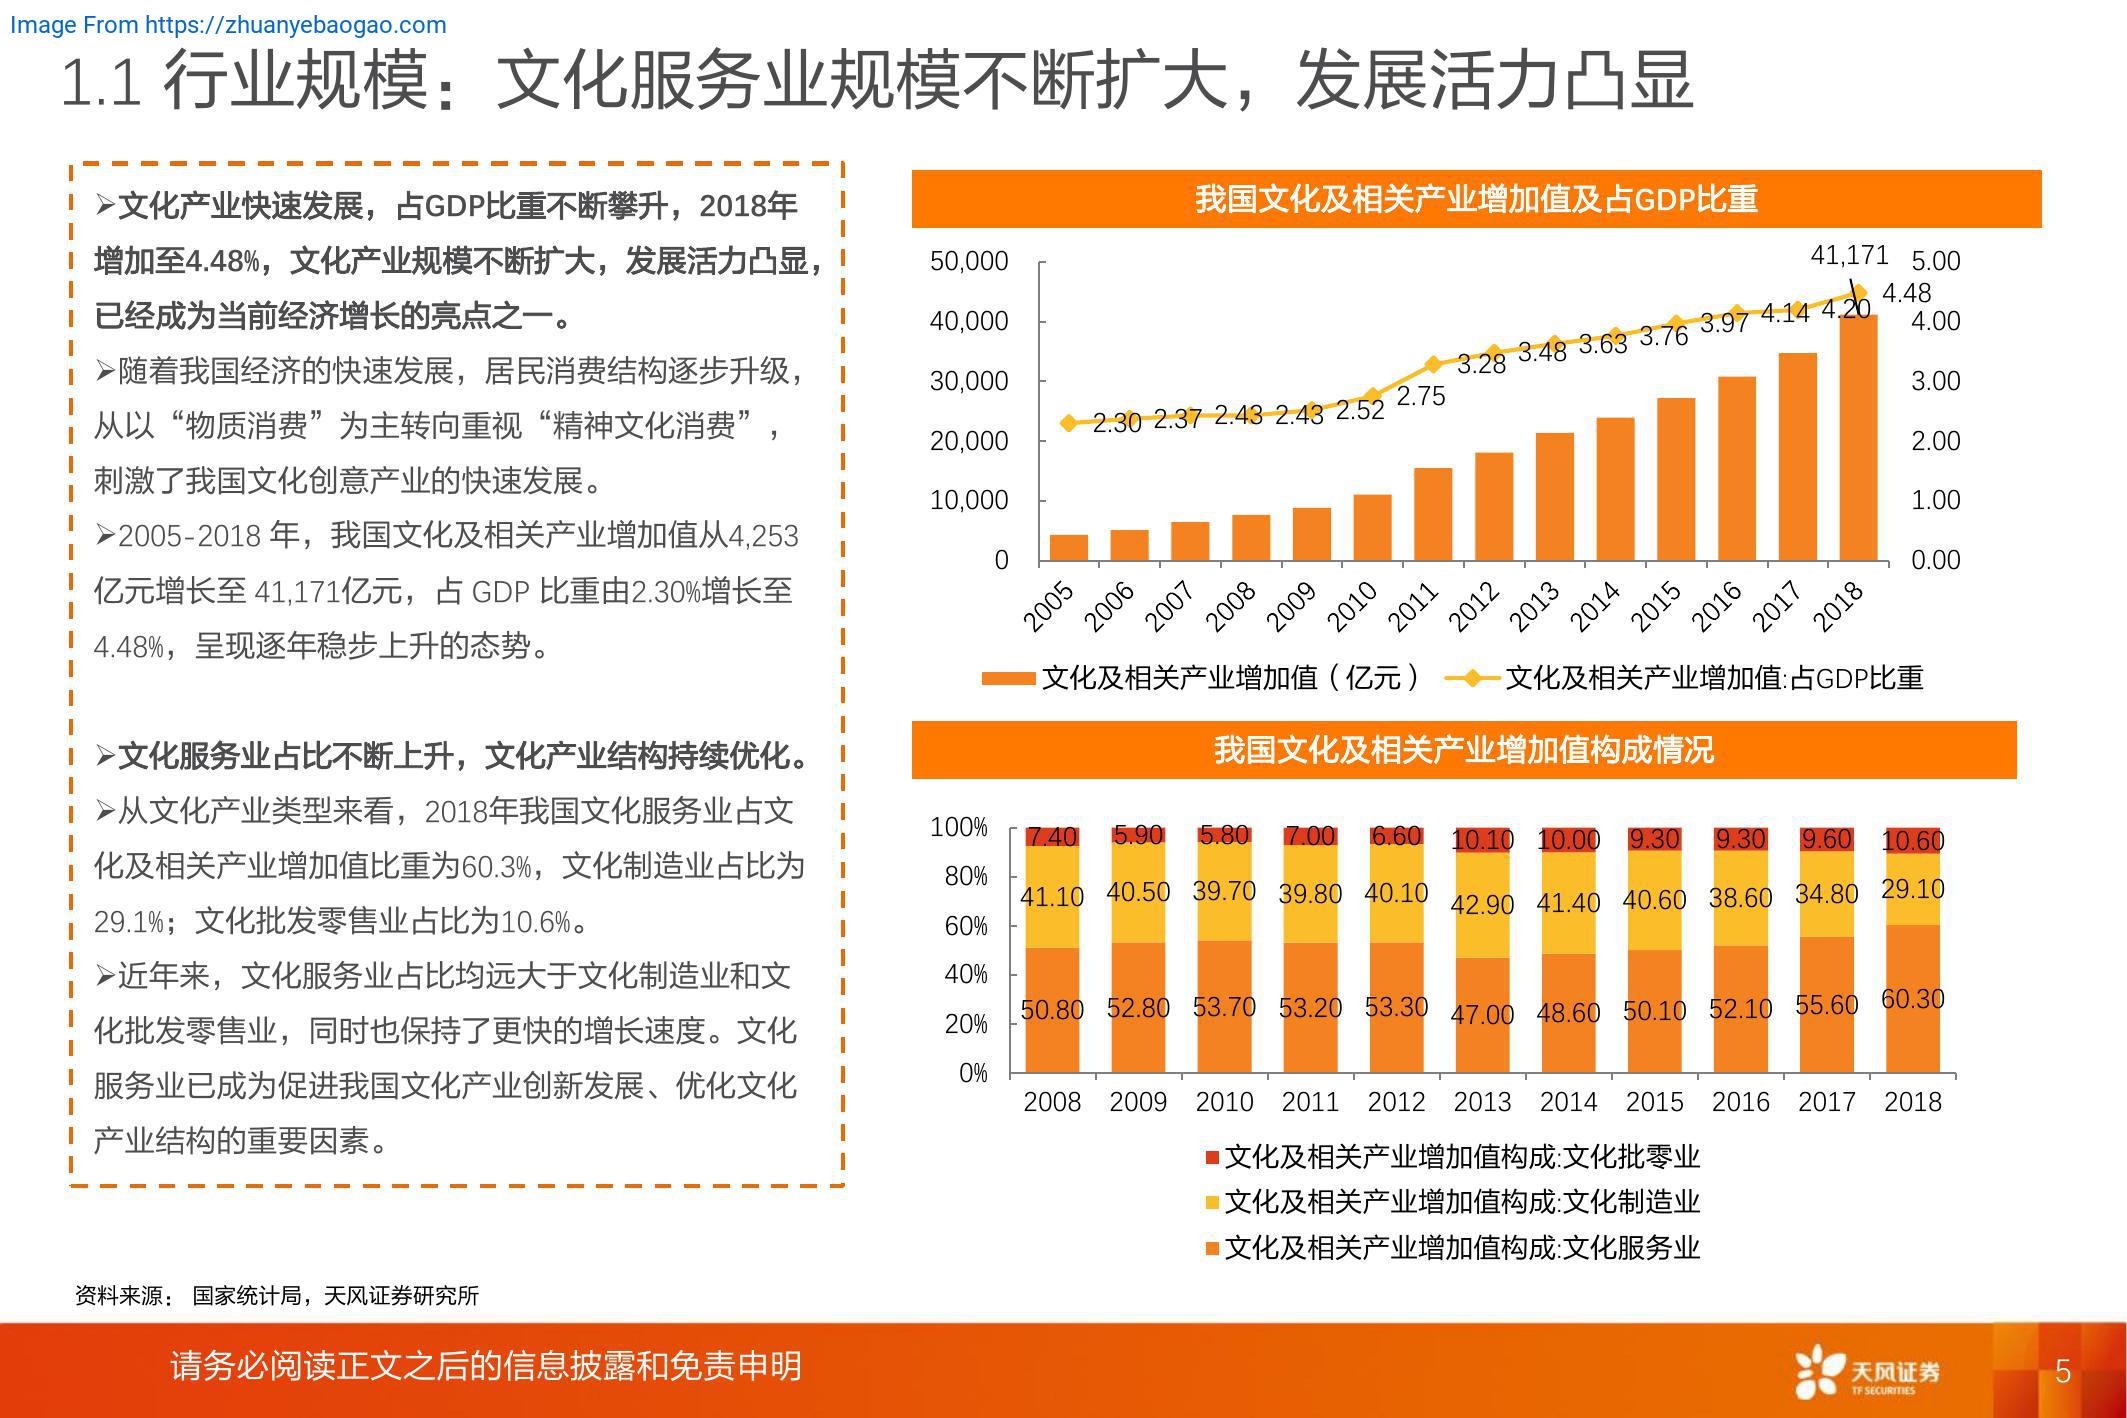 Image From https://zhuanyebaogao.com
1.1 行业规模：文化服务业规模不断扩大，发展活力凸显
➢文化产业快速发展，占GDP比重不断攀升，2018年
增加至4.48%，文化产业规模不断扩大，发展活力凸显，
已经成为当前经济增长的亮点之一。
➢随着我国经济的快速发展，居民消费结构逐步升级，
从以“物质消费”为主转向重视“精神文化消费”，
刺激了我国文化创意产业的快速发展。
➢2005-2018 年，我国文化及相关产业增加值从4,253
亿元增长至 41,171亿元，占 GDP 比重由2.30%增长至
4.48%，呈现逐年稳步上升的态势。
➢文化服务业占比不断上升，文化产业结构持续优化。
➢从文化产业类型来看，2018年我国文化服务业占文
化及相关产业增加值比重为60.3%，文化制造业占比为
29.1%；文化批发零售业占比为10.6%。
➢近年来，文化服务业占比均远大于文化制造业和文
化批发零售业，同时也保持了更快的增长速度。文化
服务业已成为促进我国文化产业创新发展、优化文化
产业结构的重要因素。
我国文化及相关产业增加值及占GDP比重
41,171
50,000 5.00
40,000 4.00
30,000 3.00
20,000 2.00
10,000 1.00
0 0.00
2.30 2.37 2.43 2.43 2.52 2.75 3.28 3.48 3.63 3.76 3.97 4.14 4.20 4.48
2005 2006 2007 2008 2009 2010 2011 2012 2013 2014 2015 2016 2017 2018
文化及相关产业增加值（亿元） 文化及相关产业增加值:占GDP比重
我国文化及相关产业增加值构成情况
100%
80%
60%
40%
20%
0%
7.40 5.90 5.80 7.00 6.60 10.10 10.00 9.30 9.30 9.60 10.60
41.10 40.50 39.70 39.80 40.10 42.90 41.40 40.60 38.60 34.80 29.10
50.80 52.80 53.70 53.20 53.30 47.00 48.60 50.10 52.10 55.60 60.30
2008 2009 2010 2011 2012 2013 2014 2015 2016 2017 2018
文化及相关产业增加值构成:文化批零业
文化及相关产业增加值构成:文化制造业
文化及相关产业增加值构成:文化服务业
资料来源： 国家统计局，天风证券研究所
请务必阅读正文之后的信息披露和免责申明
天风证券
TF SECURITIES
5